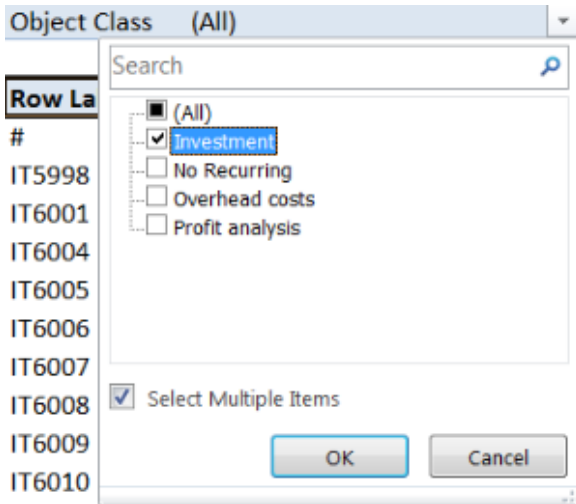 Object Class (All)
Search
Row La
(All)
#
Investment
IT5998
No Recurring
IT6001
Overhead costs
Profit analysis
IT6004
IT6005
IT6006
IT6007
IT6008
Select Multiple Items
IT6009
OK Cancel
IT6010